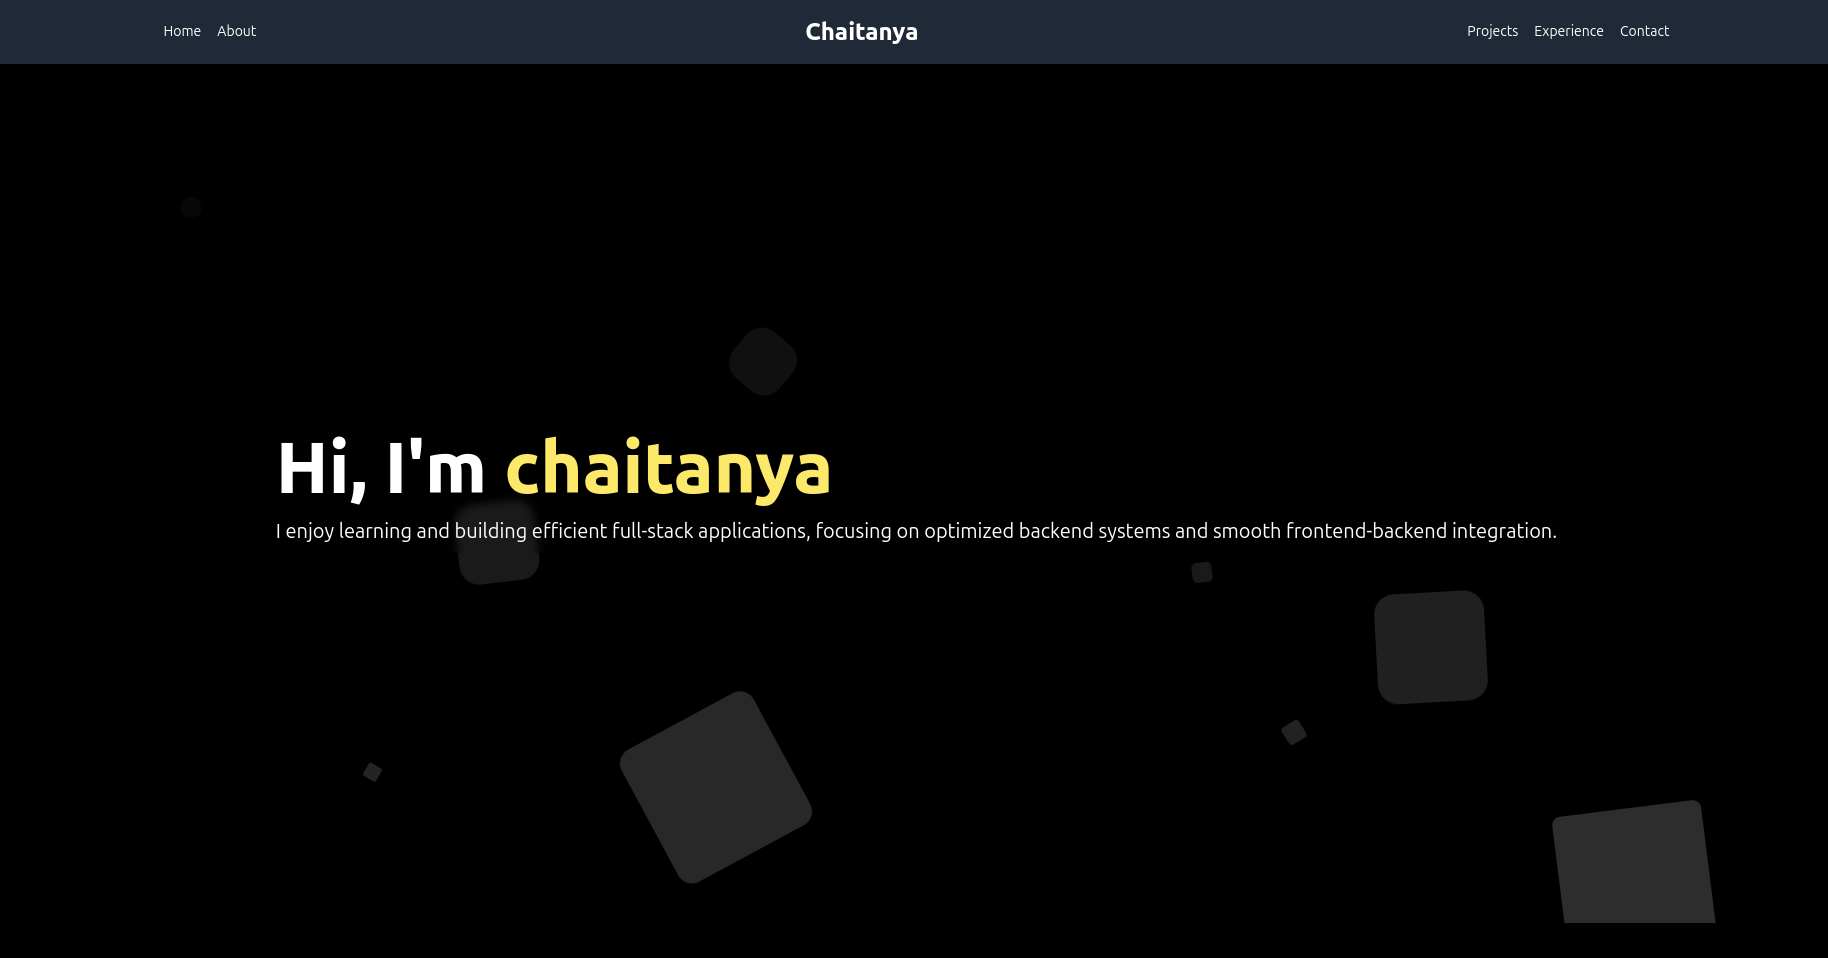 Home About Chaitanya Projects Experience Contact
Hi, I'm chaitanya
I enjoy learning and building efficient full-stack applications, focusing on optimized backend systems and smooth frontend-backend integration.